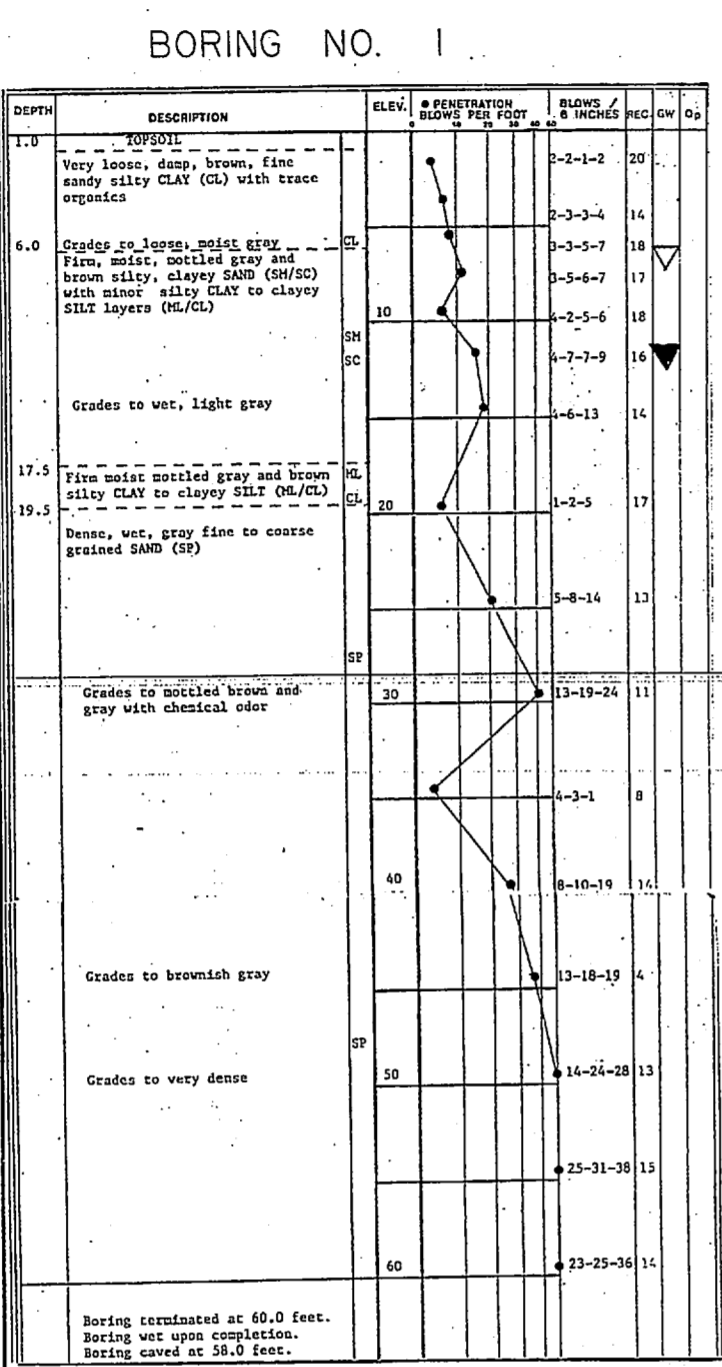 BORING NO. 1
DEPTH DESCRIPTION ELEV. ● PENETRATION BLOWS PER FOOT BLOWS / 6 INCHES REC. GW Qp
0 10 20 30 40 60
1.0 TOPSOIL
Very loose, damp, brown, fine 2-2-1-2 20
sandy silty CLAY (CL) with trace
organics
2-3-3-4 14
6.0 Grades to loose, moist gray CL 3-3-5-7 18
Firm, moist, mottled gray and
brown silty, clayey SAND (SM/SC) 3-5-6-7 17
with minor silty CLAY to clayey
SILT layers (ML/CL) 10 4-2-5-6 18
SM
SC 4-7-7-9 16
Grades to wet, light gray 4-6-13 14
17.5
Firm moist mottled gray and brown ML
silty CLAY to clayey SILT (ML/CL) CL 1-2-5 17
19.5 20
Dense, wet, gray fine to coarse
grained SAND (SP)
5-8-14 13
SP
Grades to mottled brown and 30 13-19-24 11
gray with chemical odor
4-3-1 8
40 8-10-19 14
Grades to brownish gray 13-18-19 4
SP
Grades to very dense 50 14-24-28 13
25-31-38 15
60 23-25-36 14
Boring terminated at 60.0 feet.
Boring wet upon completion.
Boring caved at 58.0 feet.